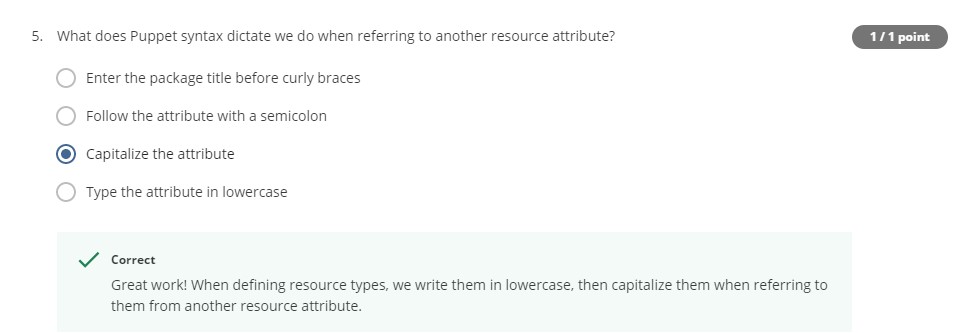 5. What does Puppet syntax dictate we do when referring to another resource attribute?
1 / 1 point
Enter the package title before curly braces
Follow the attribute with a semicolon
Capitalize the attribute
Type the attribute in lowercase
Correct
Great work! When defining resource types, we write them in lowercase, then capitalize them when referring to
them from another resource attribute.